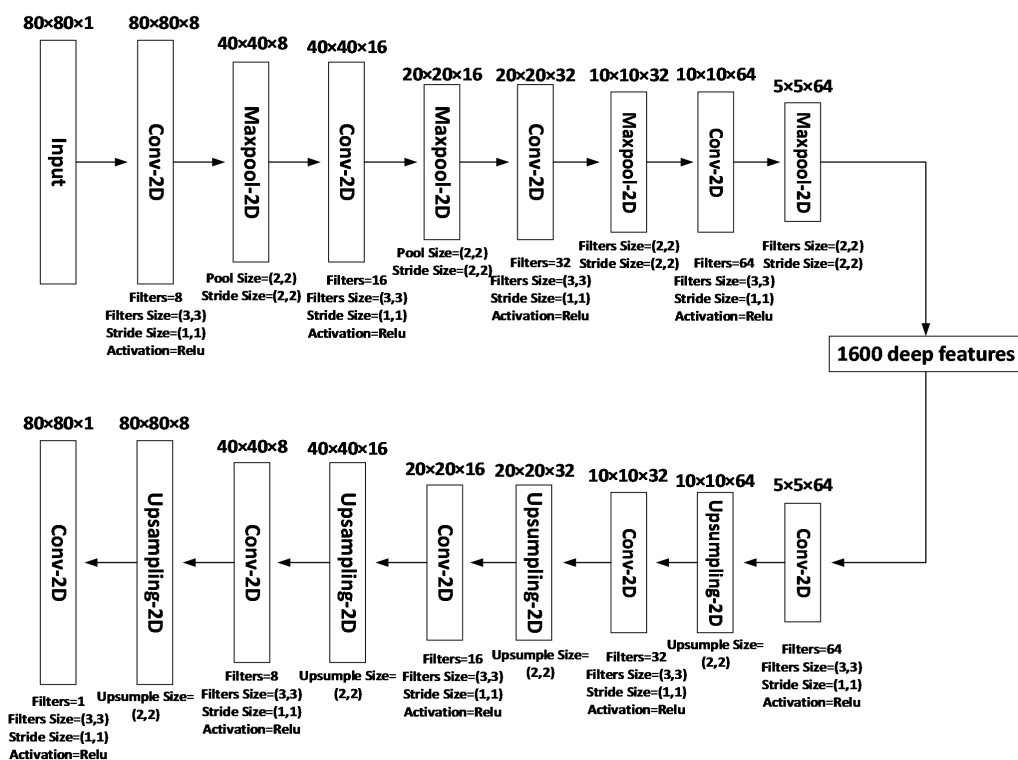 80×80×1
80×80×8
40×40×8
40×40×16
20×20×16
20×20×32
10×10×32
10×10×64
5×5×64
Input
Conv-2D
Maxpool-2D
Conv-2D
Maxpool-2D
Conv-2D
Maxpool-2D
Conv-2D
Maxpool-2D
Filters=8
Filters Size=(3,3)
Stride Size=(1,1)
Activation=Relu
Pool Size=(2,2)
Stride Size=(2,2)
Filters=16
Filters Size=(3,3)
Stride Size=(1,1)
Activation=Relu
Pool Size=(2,2)
Stride Size=(2,2)
Filters=32
Filters Size=(3,3)
Stride Size=(1,1)
Activation=Relu
Filters Size=(2,2)
Stride Size=(2,2)
Filters=64
Filters Size=(3,3)
Stride Size=(1,1)
Activation=Relu
Filters Size=(2,2)
Stride Size=(2,2)
1600 deep features
80×80×1
80×80×8
40×40×8
40×40×16
20×20×16
20×20×32
10×10×32
10×10×64
5×5×64
Conv-2D
Upsampling-2D
Conv-2D
Upsampling-2D
Conv-2D
Upsumpling-2D
Conv-2D
Upsumpling-2D
Conv-2D
Filters=1
Filters Size=(3,3)
Stride Size=(1,1)
Activation=Relu
Upsumple Size=
(2,2)
Filters=8
Filters Size=(3,3)
Stride Size=(1,1)
Activation=Relu
Upsumple Size=
(2,2)
Filters=16
Filters Size=(3,3)
Stride Size=(1,1)
Activation=Relu
Upsumple Size=
(2,2)
Filters=32
Filters Size=(3,3)
Stride Size=(1,1)
Activation=Relu
Upsumple Size=
(2,2)
Filters=64
Filters Size=(3,3)
Stride Size=(1,1)
Activation=Relu